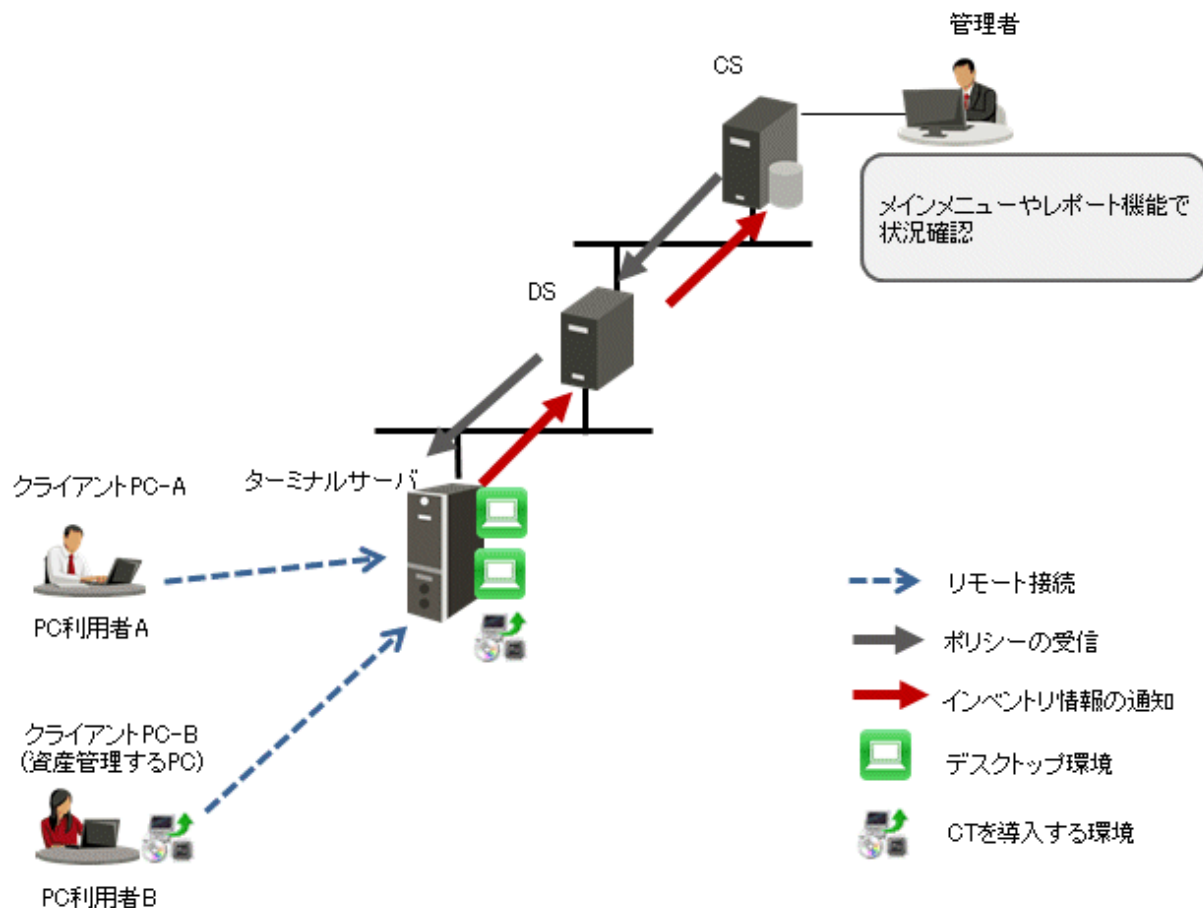 管理者
CS
メインメニューやレポート機能で
状況確認
DS
クライアントPC-A
ターミナルサーバ
PC利用者A
リモート接続
ポリシーの受信
インベントリ情報の通知
クライアントPC-B
(資産管理するPC)
デスクトップ環境
CTを導入する環境
PC利用者B